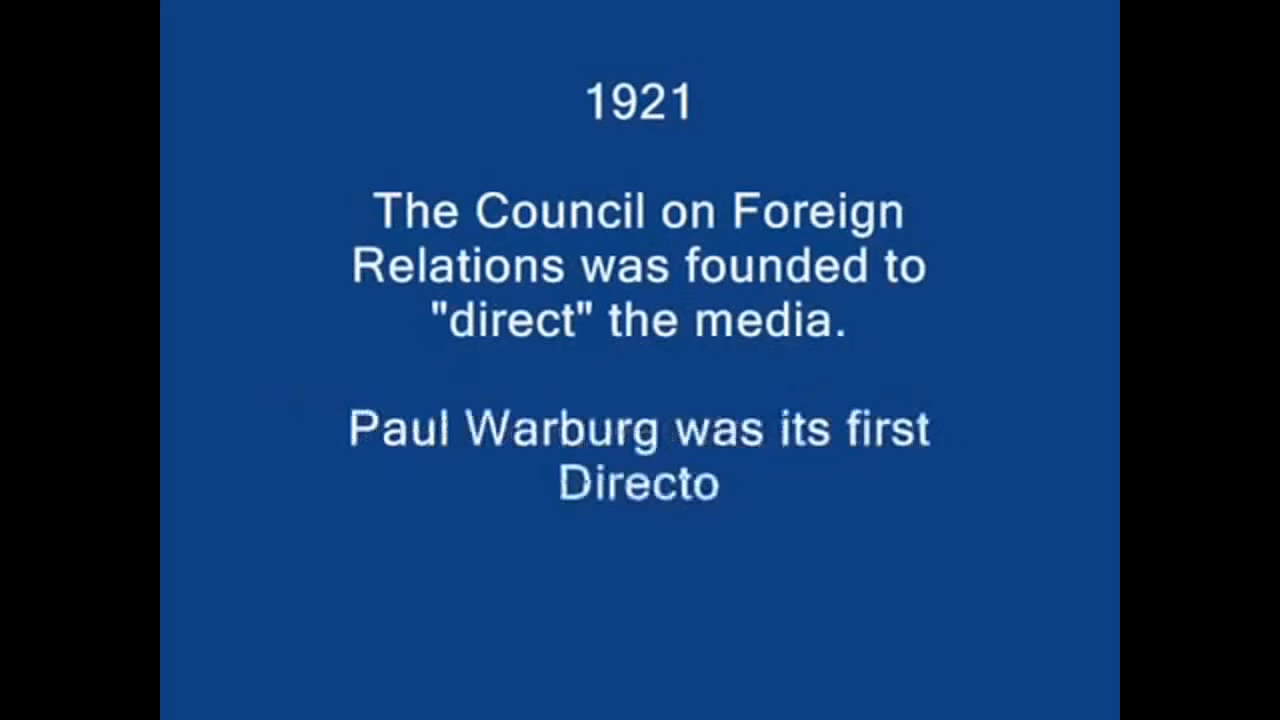 1921
The Council on Foreign
Relations was founded to
"direct" the media.
Paul Warburg was its first
Directo